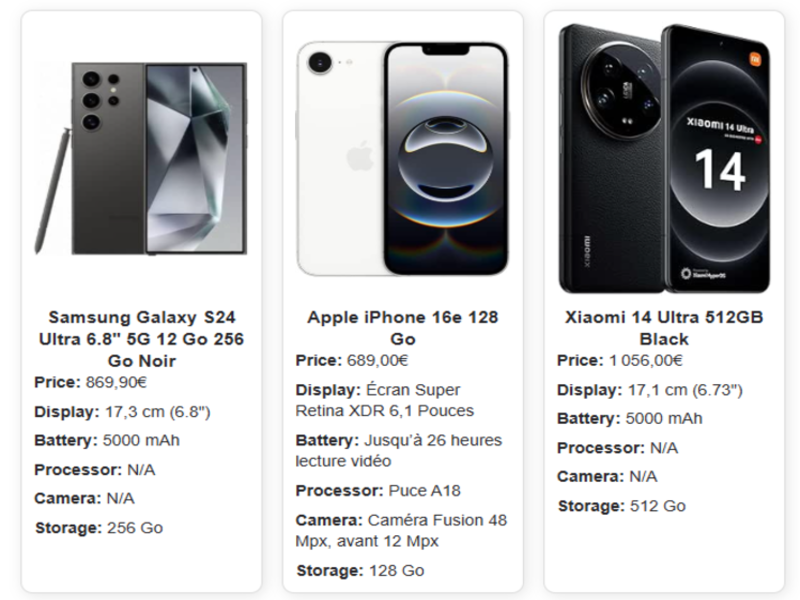 Samsung Galaxy S24
Ultra 6.8" 5G 12 Go 256
Go Noir
Price: 869,90€
Display: 17,3 cm (6.8")
Battery: 5000 mAh
Processor: N/A
Camera: N/A
Storage: 256 Go
Apple iPhone 16e 128
Go
Price: 689,00€
Display: Écran Super
Retina XDR 6,1 Pouces
Battery: Jusqu'à 26 heures
lecture vidéo
Processor: Puce A18
Camera: Caméra Fusion 48
Mpx, avant 12 Mpx
Storage: 128 Go
xiaomi
Xiaomi 14 Ultra
14
Xiaomi HyperOS
Xiaomi 14 Ultra 512GB
Black
Price: 1 056,00€
Display: 17,1 cm (6.73")
Battery: 5000 mAh
Processor: N/A
Camera: N/A
Storage: 512 Go